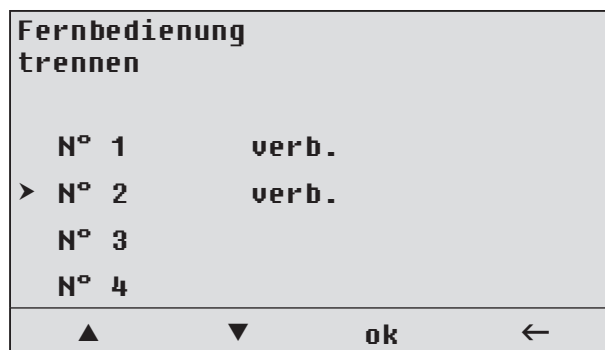 Fernbedienung
trennen
N° 1 verb.
➤ N° 2 verb.
N° 3
N° 4
▲ ▼ ok ←